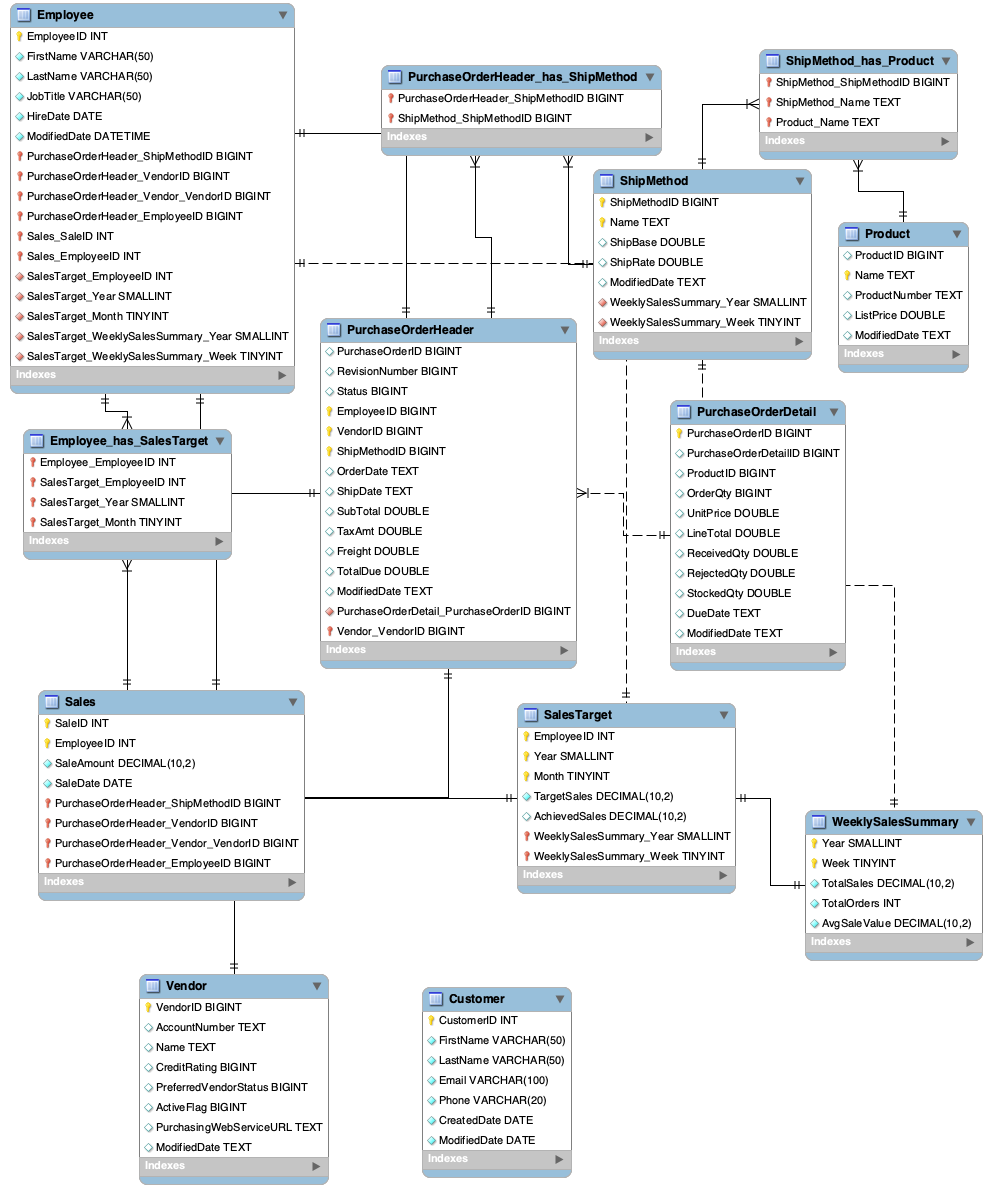 Employee
EmployeeID INT
FirstName VARCHAR(50)
LastName VARCHAR(50)
JobTitle VARCHAR(50)
HireDate DATE
ModifiedDate DATETIME
PurchaseOrderHeader_ShipMethodID BIGINT
PurchaseOrderHeader_VendorID BIGINT
PurchaseOrderHeader_Vendor_VendorID BIGINT
PurchaseOrderHeader_EmployeeID BIGINT
Sales_SaleID INT
Sales_EmployeeID INT
SalesTarget_EmployeeID INT
SalesTarget_Year SMALLINT
SalesTarget_Month TINYINT
SalesTarget_WeeklySalesSummary_Year SMALLINT
SalesTarget_WeeklySalesSummary_Week TINYINT
Indexes
PurchaseOrderHeader_has_ShipMethod
PurchaseOrderHeader_ShipMethodID BIGINT
ShipMethod_ShipMethodID BIGINT
Indexes
ShipMethod_has_Product
ShipMethod_ShipMethodID BIGINT
ShipMethod_Name TEXT
Product_Name TEXT
Indexes
ShipMethod
ShipMethodID BIGINT
Name TEXT
ShipBase DOUBLE
ShipRate DOUBLE
ModifiedDate TEXT
WeeklySalesSummary_Year SMALLINT
WeeklySalesSummary_Week TINYINT
Indexes
Product
ProductID BIGINT
Name TEXT
ProductNumber TEXT
ListPrice DOUBLE
ModifiedDate TEXT
Indexes
PurchaseOrderHeader
PurchaseOrderID BIGINT
RevisionNumber BIGINT
Status BIGINT
EmployeeID BIGINT
VendorID BIGINT
ShipMethodID BIGINT
OrderDate TEXT
ShipDate TEXT
SubTotal DOUBLE
TaxAmt DOUBLE
Freight DOUBLE
TotalDue DOUBLE
ModifiedDate TEXT
PurchaseOrderDetail_PurchaseOrderID BIGINT
Vendor_VendorID BIGINT
Indexes
PurchaseOrderDetail
PurchaseOrderID BIGINT
PurchaseOrderDetailID BIGINT
ProductID BIGINT
OrderQty BIGINT
UnitPrice DOUBLE
LineTotal DOUBLE
ReceivedQty DOUBLE
RejectedQty DOUBLE
StockedQty DOUBLE
DueDate TEXT
ModifiedDate TEXT
Indexes
Employee_has_SalesTarget
Employee_EmployeeID INT
SalesTarget_EmployeeID INT
SalesTarget_Year SMALLINT
SalesTarget_Month TINYINT
Indexes
Sales
SaleID INT
EmployeeID INT
SaleAmount DECIMAL(10,2)
SaleDate DATE
PurchaseOrderHeader_ShipMethodID BIGINT
PurchaseOrderHeader_VendorID BIGINT
PurchaseOrderHeader_Vendor_VendorID BIGINT
PurchaseOrderHeader_EmployeeID BIGINT
Indexes
SalesTarget
EmployeeID INT
Year SMALLINT
Month TINYINT
TargetSales DECIMAL(10,2)
AchievedSales DECIMAL(10,2)
WeeklySalesSummary_Year SMALLINT
WeeklySalesSummary_Week TINYINT
Indexes
WeeklySalesSummary
Year SMALLINT
Week TINYINT
TotalSales DECIMAL(10,2)
TotalOrders INT
AvgSaleValue DECIMAL(10,2)
Indexes
Vendor
VendorID BIGINT
AccountNumber TEXT
Name TEXT
CreditRating BIGINT
PreferredVendorStatus BIGINT
ActiveFlag BIGINT
PurchasingWebServiceURL TEXT
ModifiedDate TEXT
Indexes
Customer
CustomerID INT
FirstName VARCHAR(50)
LastName VARCHAR(50)
Email VARCHAR(100)
Phone VARCHAR(20)
CreatedDate DATE
ModifiedDate DATE
Indexes